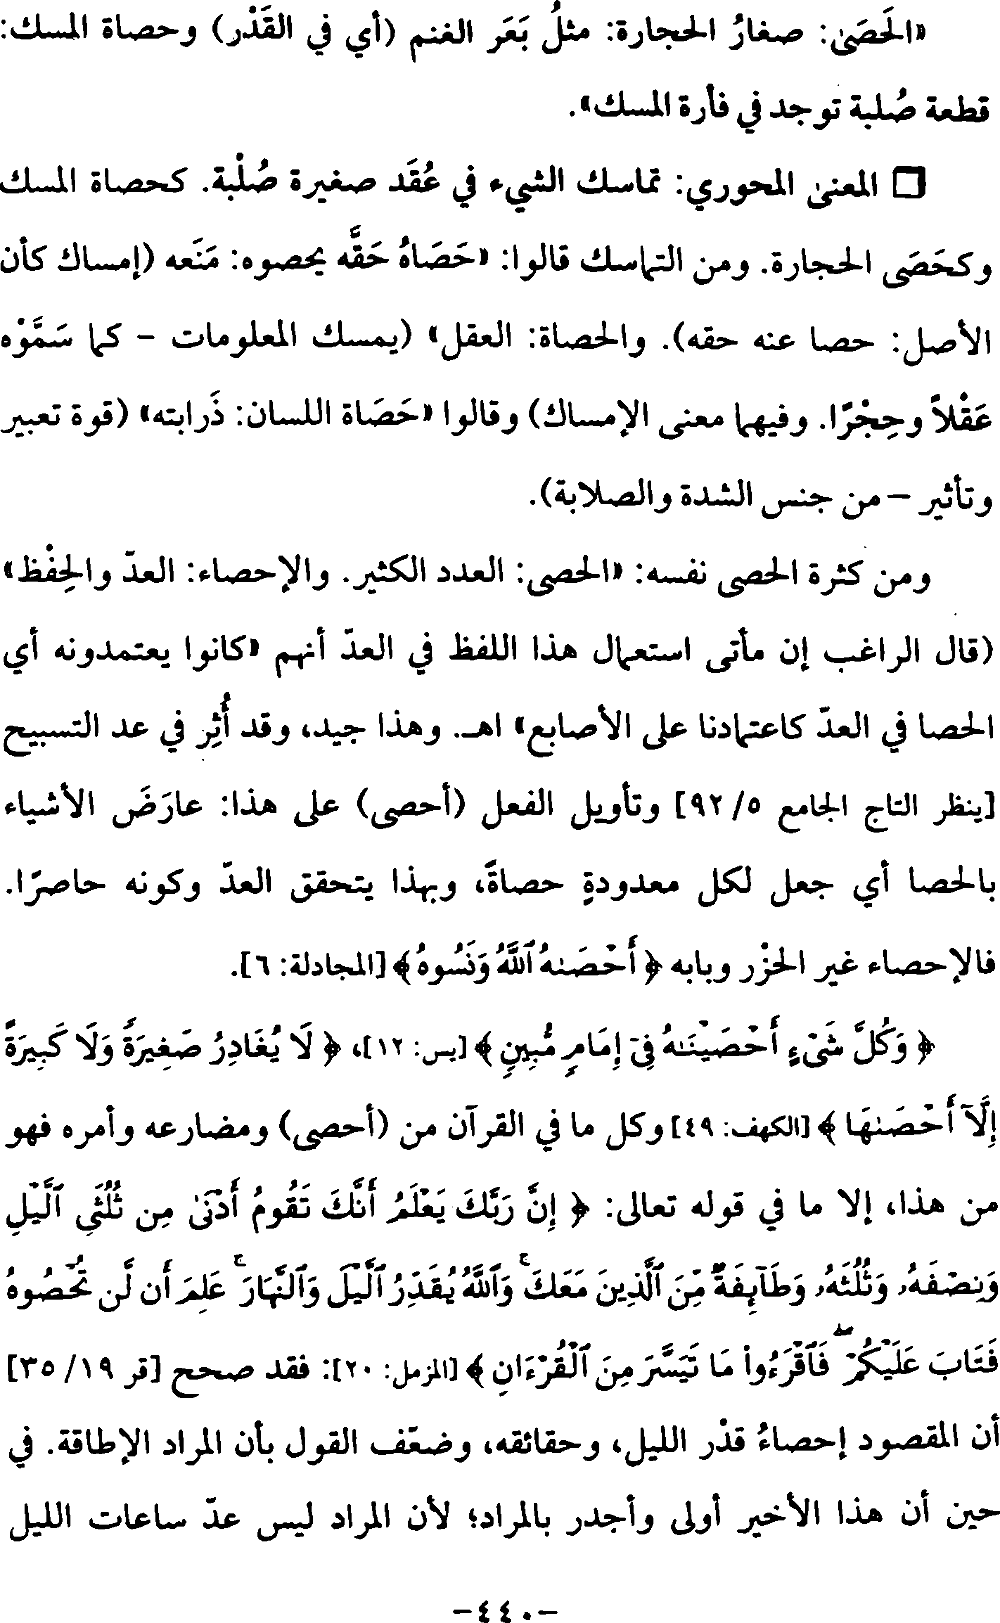 «الحَصَىٰ: صغارُ الحجارة: مثلُ بَعَر الغنم (أي في القَدْر) وحصاة المسك:
قطعة صُلبة توجد في فأرة المسك».
□ المعنىٰ المحوري: تماسك الشيء في عُقَد صغيرة صُلْبة. كحصاة المسك
وكحَصَى الحجارة. ومن التماسك قالوا: «حَصَاهُ حَقَّه يحصوه: مَنَعه (إمساك كأن
الأصل: حصا عنه حقه). والحصاة: العقل» (يمسك المعلومات – كما سَمَّوْه
عَقْلاً وحِجْرًا. وفيهما معنى الإمساك) وقالوا «حَصَاة اللسان: ذَرابته» (قوة تعبير
وتأثير – من جنس الشدة والصلابة).
ومن كثرة الحصى نفسه: «الحصى: العدد الكثير. والإحصاء: العدّ والحِفْظ»
(قال الراغب إن مأتى استعمال هذا اللفظ في العدّ أنهم «كانوا يعتمدونه أي
الحصا في العدّ كاعتمادنا على الأصابع» اهـ. وهذا جيد، وقد أُثِر في عد التسبيح
[ينظر التاج الجامع ٥/ ٩٢] وتأويل الفعل (أحصى) على هذا: عارَضَ الأشياء
بالحصا أي جعل لكل معدودةٍ حصاةً، وبهذا يتحقق العدّ وكونه حاصرًا.
فالإحصاء غير الحزْر وبابه ﴿أَحْصَىٰهُ ٱللَّهُ وَنَسُوهُ﴾ [المجادلة: ٦].
﴿وَكُلَّ شَىْءٍ أَحْصَيْنَٰهُ فِىٓ إِمَامٍ مُّبِينٍ﴾ [يس: ١٢]، ﴿لَا يُغَادِرُ صَغِيرَةً وَلَا كَبِيرَةً
إِلَّآ أَحْصَىٰهَا﴾ [الكهف: ٤٩] وكل ما في القرآن من (أحصى) ومضارعه وأمره فهو
من هذا، إلا ما في قوله تعالى: ﴿إِنَّ رَبَّكَ يَعْلَمُ أَنَّكَ تَقُومُ أَدْنَىٰ مِن ثُلُثَىِ ٱلَّيْلِ
وَنِصْفَهُۥ وَثُلُثَهُۥ وَطَآئِفَةٌ مِّنَ ٱلَّذِينَ مَعَكَ ۚ وَٱللَّهُ يُقَدِّرُ ٱلَّيْلَ وَٱلنَّهَارَ ۚ عَلِمَ أَن لَّن تُحْصُوهُ
فَتَابَ عَلَيْكُمْ ۖ فَٱقْرَءُوا۟ مَا تَيَسَّرَ مِنَ ٱلْقُرْءَانِ﴾ [المزمل: ٢٠]: فقد صحح [قر ١٩/ ٣٥]
أن المقصود إحصاءُ قدْر الليل، وحقائقه، وضعّف القول بأن المراد الإطاقة. في
حين أن هذا الأخير أولى وأجدر بالمراد؛ لأن المراد ليس عدّ ساعات الليل
-٤٤٠-